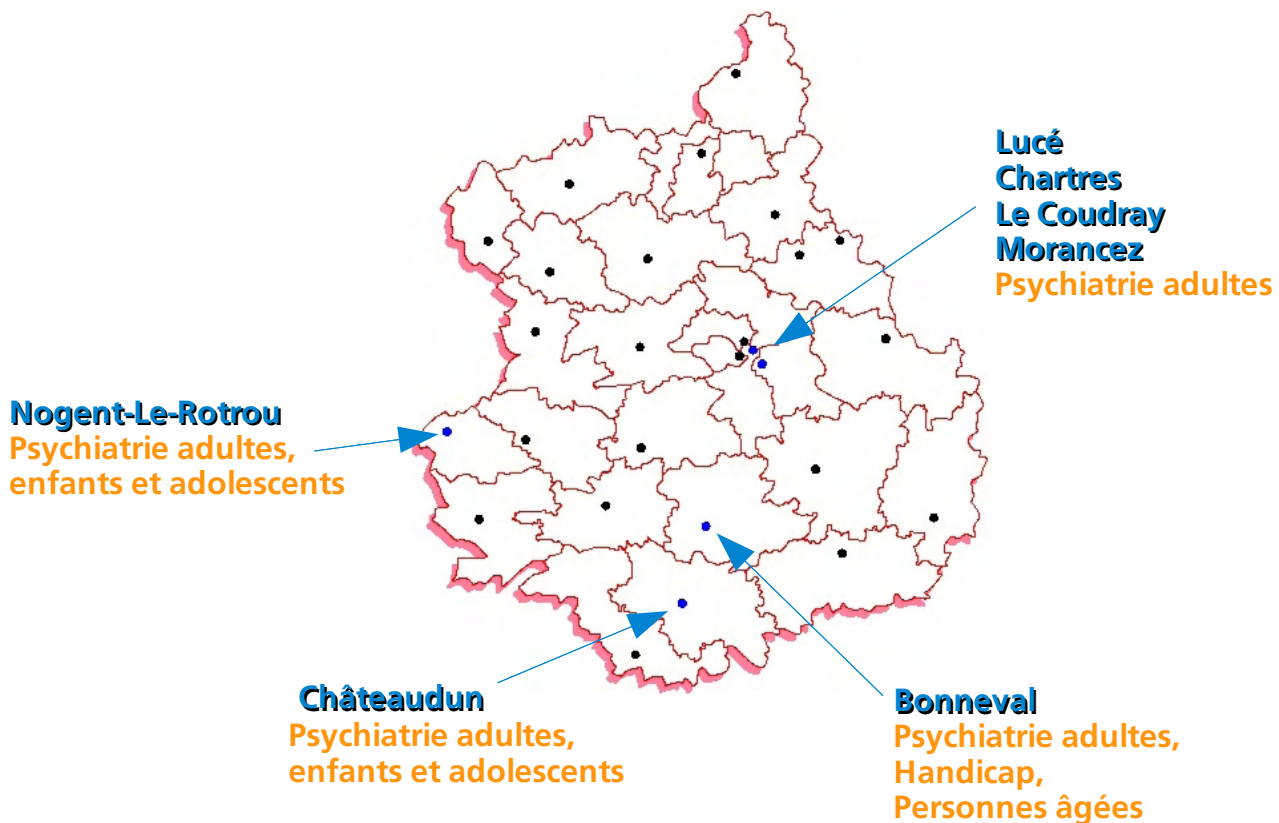 Lucé
Chartres
Le Coudray
Morancez
Psychiatrie adultes
Nogent-Le-Rotrou
Psychiatrie adultes,
enfants et adolescents
Châteaudun
Psychiatrie adultes,
enfants et adolescents
Bonneval
Psychiatrie adultes,
Handicap,
Personnes âgées